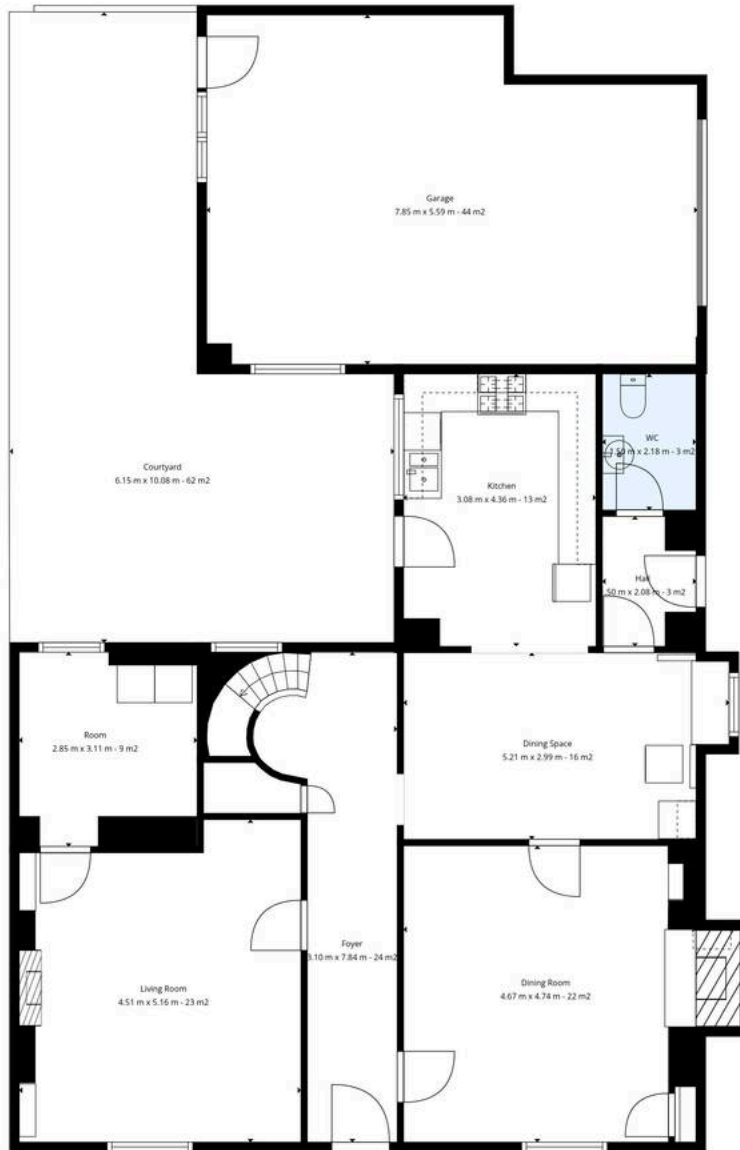 Garage
7.85 m x 5.59 m - 44 m2
Courtyard
6.15 m x 10.08 m - 62 m2
Kitchen
3.08 m x 4.36 m - 13 m2
WC
1.50 m x 2.18 m - 3 m2
Hall
.50 m x 2.08 m - 3 m2
Room
2.85 m x 3.11 m - 9 m2
Dining Space
5.21 m x 2.99 m - 16 m2
Foyer
3.10 m x 7.84 m - 24 m2
Living Room
4.51 m x 5.16 m - 23 m2
Dining Room
4.67 m x 4.74 m - 22 m2